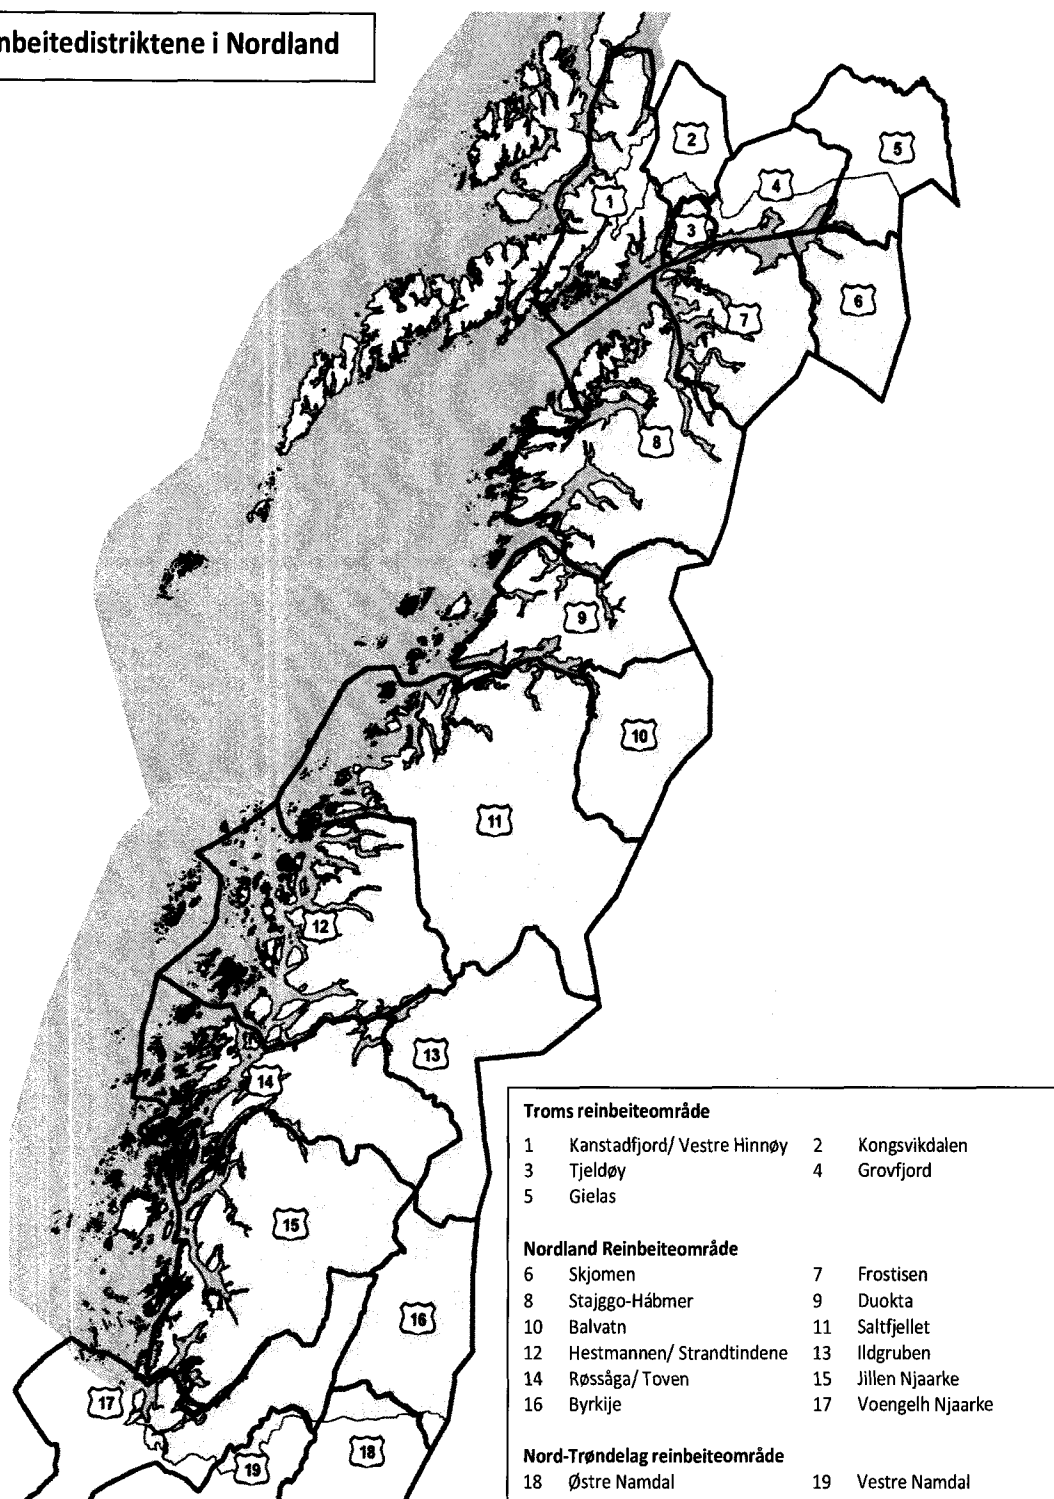 nbeitedistriktene i Nordland
5
2
4
1
3
6
7
8
9
10
11
12
13
14
15
16
17
18
19
Troms reinbeiteområde
1 Kanstadfjord/ Vestre Hinnøy 2 Kongsvikdalen
3 Tjeldøy 4 Grovfjord
5 Gielas
Nordland Reinbeiteområde
6 Skjomen 7 Frostisen
8 Stajggo-Hábmer 9 Duokta
10 Balvatn 11 Saltfjellet
12 Hestmannen/ Strandtindene 13 Ildgruben
14 Røssåga/ Toven 15 Jillen Njaarke
16 Byrkije 17 Voengelh Njaarke
Nord-Trøndelag reinbeiteområde
18 Østre Namdal 19 Vestre Namdal